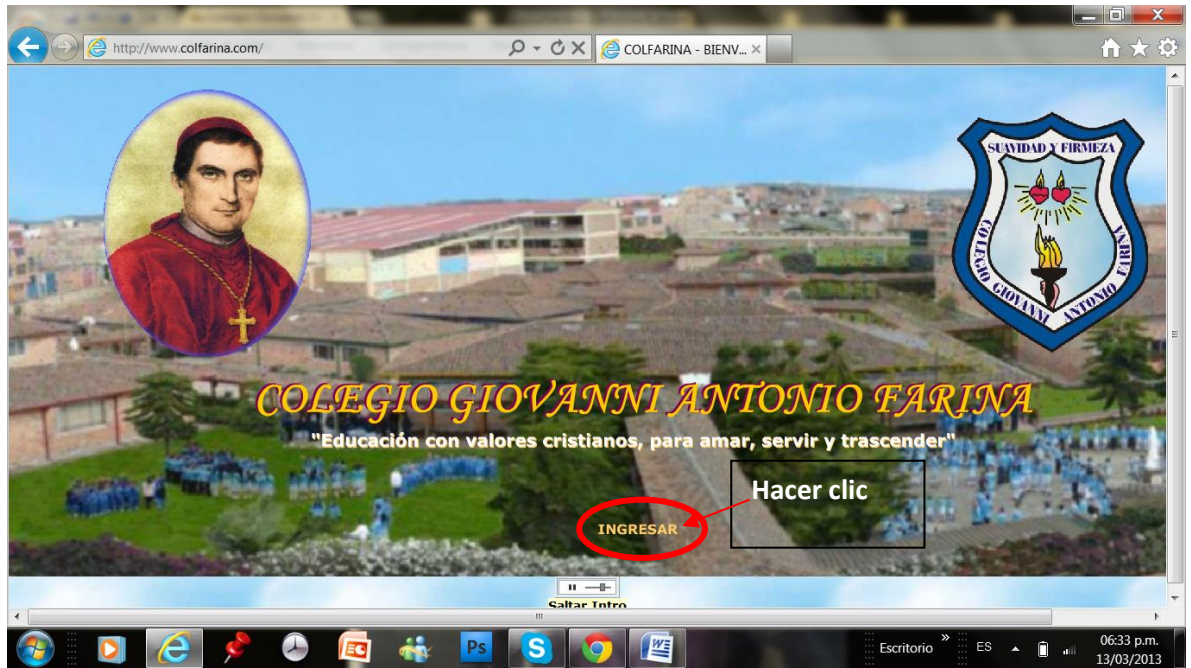 http://www.colfarina.com/
COLFARINA - BIENV...
SUAVIDAD Y FIRMEZA
COLEGIO GIOVANNI ANTONIO FARINA
COLEGIO GIOVANNI ANTONIO FARINA
"Educación con valores cristianos, para amar, servir y trascender"
Hacer clic
INGRESAR
Saltar Intro
Ps
Escritorio
»
ES
06:33 p.m.
13/03/2013